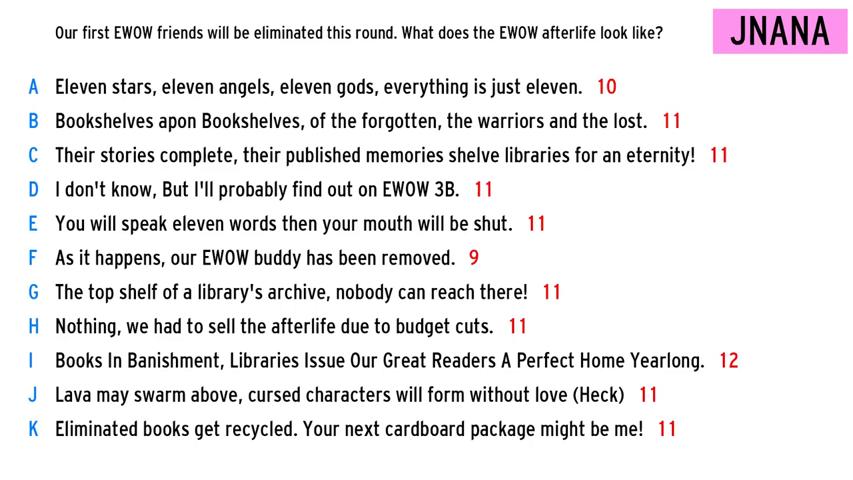 Our first EWOW friends will be eliminated this round. What does the EWOW afterlife look like?
JNANA
A Eleven stars, eleven angels, eleven gods, everything is just eleven. 10
B Bookshelves apon Bookshelves, of the forgotten, the warriors and the lost. 11
C Their stories complete, their published memories shelve libraries for an eternity! 11
D I don't know, But I'll probably find out on EWOW 3B. 11
E You will speak eleven words then your mouth will be shut. 11
F As it happens, our EWOW buddy has been removed. 9
G The top shelf of a library's archive, nobody can reach there! 11
H Nothing, we had to sell the afterlife due to budget cuts. 11
I Books In Banishment, Libraries Issue Our Great Readers A Perfect Home Yearlong. 12
J Lava may swarm above, cursed characters will form without love (Heck) 11
K Eliminated books get recycled. Your next cardboard package might be me! 11